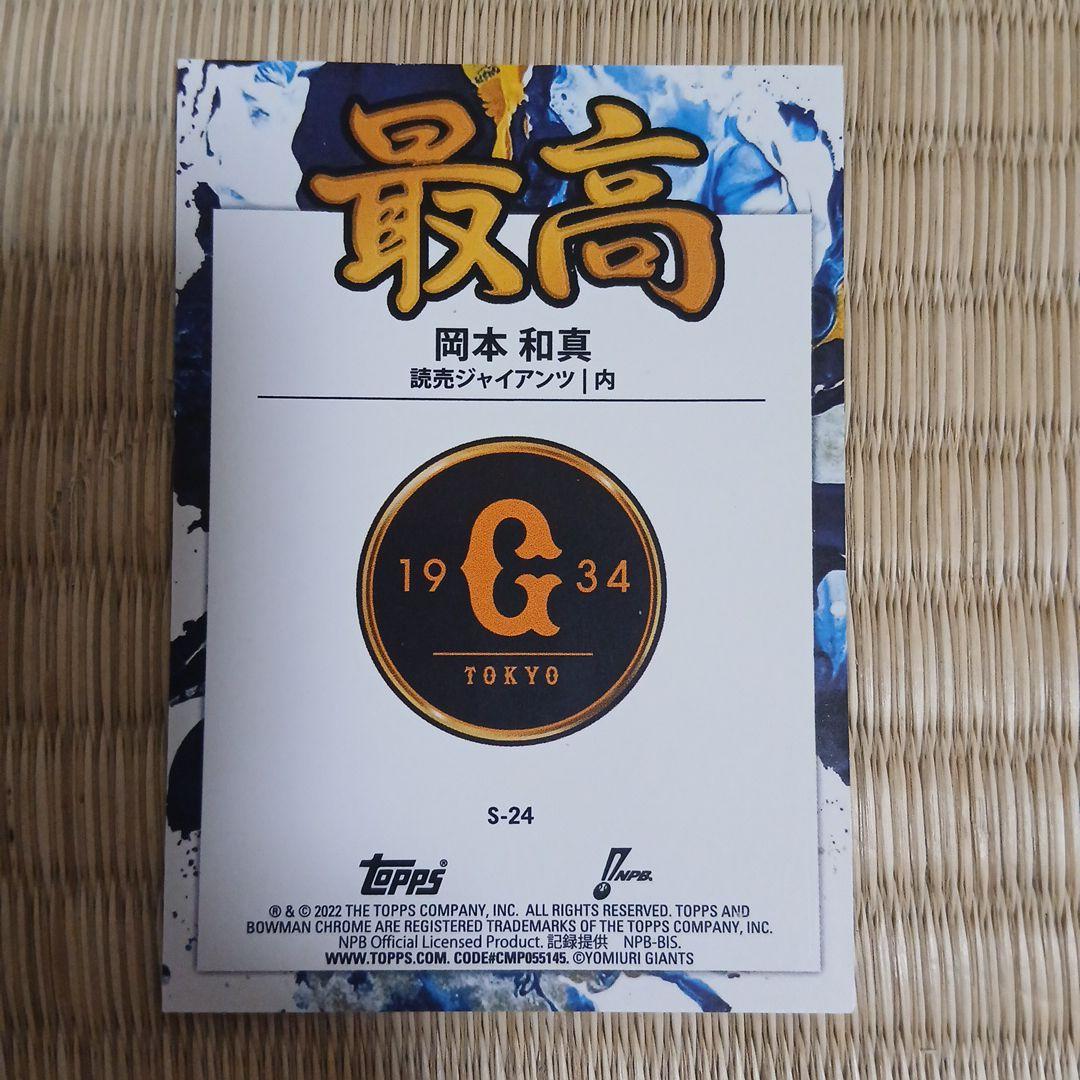 最高
岡本 和真
読売ジャイアンツ | 内
19 G 34
TOKYO
S-24
topps®
NPB.
® & © 2022 THE TOPPS COMPANY, INC. ALL RIGHTS RESERVED. TOPPS AND
BOWMAN CHROME ARE REGISTERED TRADEMARKS OF THE TOPPS COMPANY, INC.
NPB Official Licensed Product. 記録提供 NPB-BIS.
WWW.TOPPS.COM. CODE#CMP055145. ©YOMIURI GIANTS